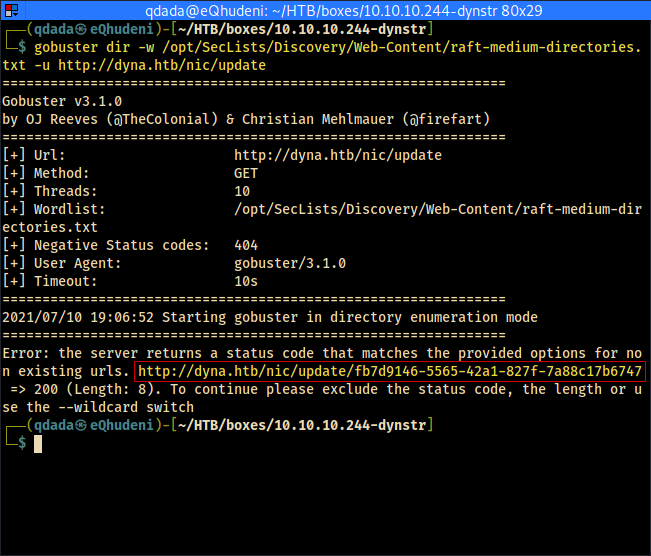 qdada@eQhudeni: ~/HTB/boxes/10.10.10.244-dynstr 80x29
┌──(qdada㉿eQhudeni)-[~/HTB/boxes/10.10.10.244-dynstr]
└─$ gobuster dir -w /opt/SecLists/Discovery/Web-Content/raft-medium-directories.
txt -u http://dyna.htb/nic/update
===============================================================
Gobuster v3.1.0
by OJ Reeves (@TheColonial) & Christian Mehlmauer (@firefart)
===============================================================
[+] Url:                     http://dyna.htb/nic/update
[+] Method:                  GET
[+] Threads:                 10
[+] Wordlist:                /opt/SecLists/Discovery/Web-Content/raft-medium-dir
ectories.txt
[+] Negative Status codes:   404
[+] User Agent:              gobuster/3.1.0
[+] Timeout:                 10s
===============================================================
2021/07/10 19:06:52 Starting gobuster in directory enumeration mode
===============================================================
Error: the server returns a status code that matches the provided options for no
n existing urls. http://dyna.htb/nic/update/fb7d9146-5565-42a1-827f-7a88c17b6747
 => 200 (Length: 8). To continue please exclude the status code, the length or u
se the --wildcard switch
┌──(qdada㉿eQhudeni)-[~/HTB/boxes/10.10.10.244-dynstr]
└─$